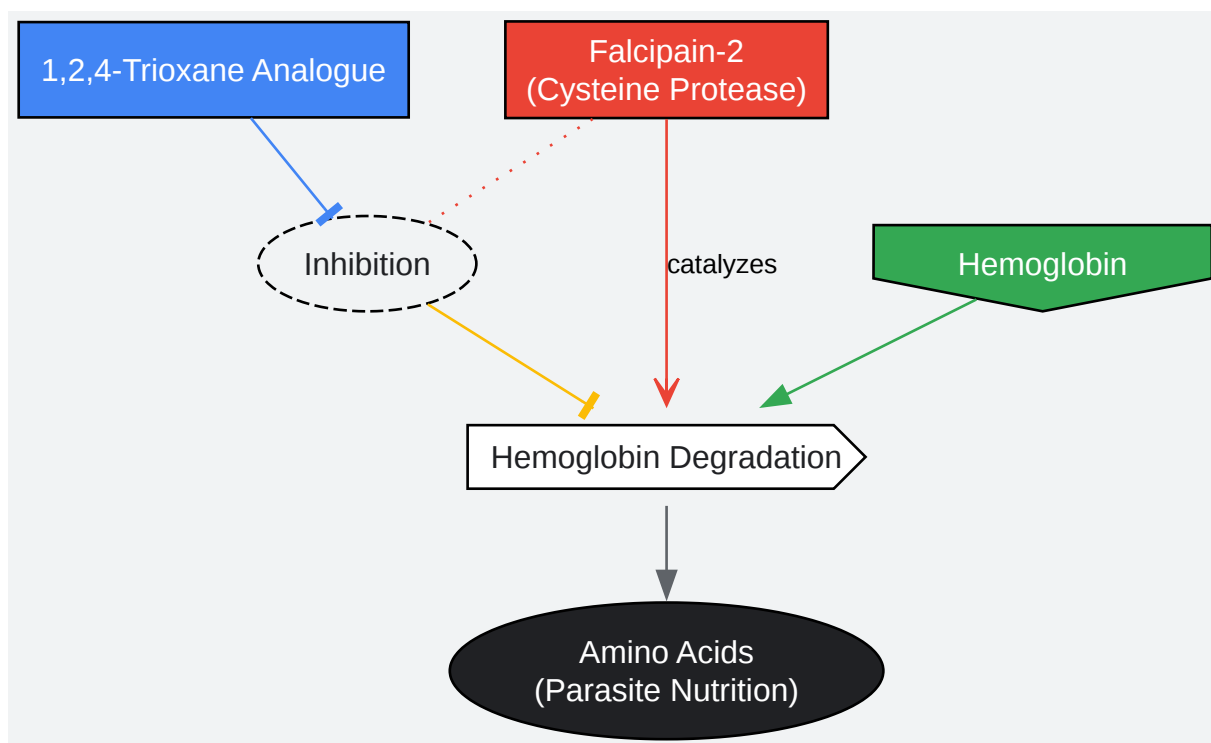 1,2,4-Trioxane Analogue
Falcipain-2
(Cysteine Protease)
Inhibition
catalyzes
Hemoglobin
Hemoglobin Degradation
Amino Acids
(Parasite Nutrition)